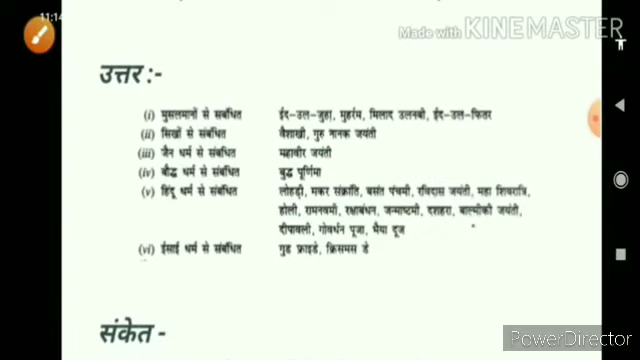 11:14
Made with KINEMASTER
उत्तर :-
(i) मुसलमानों से सबंधित ईद-उल-जुहा, मुहर्रम, मिलाद उलनबी, ईद-उल-फितर
(ii) सिखों से संबंधित वैशाखी, गुरु नानक जयंती
(iii) जैन धर्म से संबंधित महावीर जयंती
(iv) बौद्ध धर्म से संबंधित बुद्ध पूर्णिमा
(v) हिंदू धर्म से संबंधित लोहड़ी, मकर संक्रांति, बसंत पंचमी, रविदास जयंती, महा शिवरात्रि,
होली, रामनवमी, रक्षाबंधन, जन्माष्टमी, दशहरा, बाल्मीकी जयंती,
दीपावली, गोवर्धन पूजा, भैया दूज
(vi) ईसाई धर्म से संबंधित गुड फ्राइडे, क्रिसमस डे
संकेत -
PowerDirector